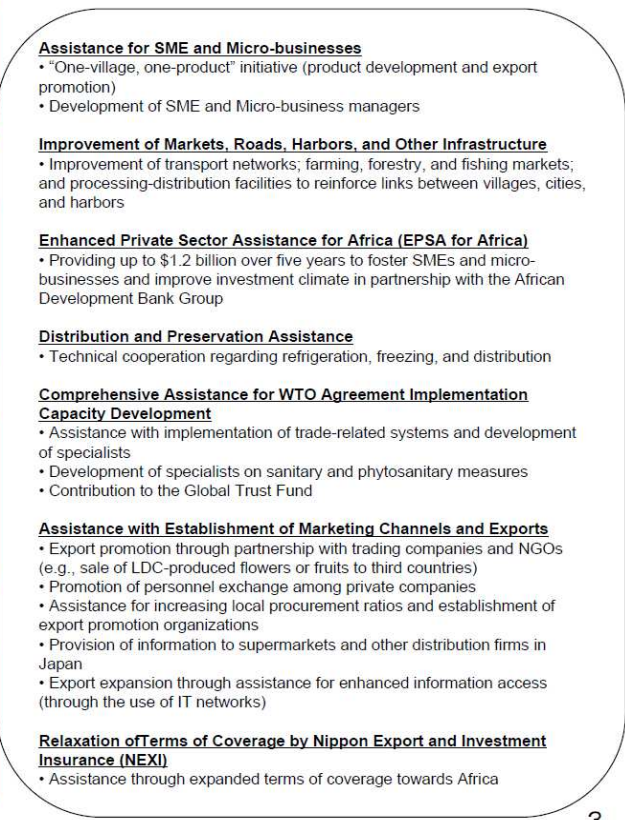 Assistance for SME and Micro-businesses
• “One-village, one-product” initiative (product development and export
promotion)
• Development of SME and Micro-business managers
Improvement of Markets, Roads, Harbors, and Other Infrastructure
• Improvement of transport networks; farming, forestry, and fishing markets;
and processing-distribution facilities to reinforce links between villages, cities,
and harbors
Enhanced Private Sector Assistance for Africa (EPSA for Africa)
• Providing up to $1.2 billion over five years to foster SMEs and micro-
businesses and improve investment climate in partnership with the African
Development Bank Group
Distribution and Preservation Assistance
• Technical cooperation regarding refrigeration, freezing, and distribution
Comprehensive Assistance for WTO Agreement Implementation
Capacity Development
• Assistance with implementation of trade-related systems and development
of specialists
• Development of specialists on sanitary and phytosanitary measures
• Contribution to the Global Trust Fund
Assistance with Establishment of Marketing Channels and Exports
• Export promotion through partnership with trading companies and NGOs
(e.g., sale of LDC-produced flowers or fruits to third countries)
• Promotion of personnel exchange among private companies
• Assistance for increasing local procurement ratios and establishment of
export promotion organizations
• Provision of information to supermarkets and other distribution firms in
Japan
• Export expansion through assistance for enhanced information access
(through the use of IT networks)
Relaxation ofTerms of Coverage by Nippon Export and Investment
Insurance (NEXI)
• Assistance through expanded terms of coverage towards Africa